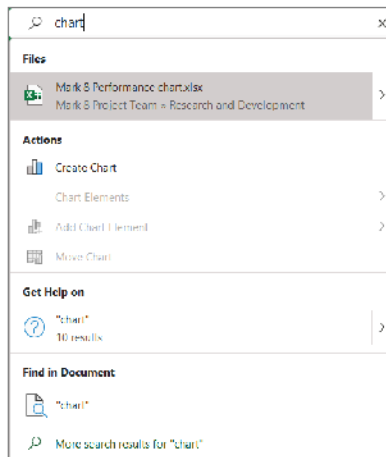 chart
Files
Mark 8 Performance chart.xlsx
Mark 8 Project Team » Research and Development
Actions
Create Chart
Chart Elements
Add Chart Element
Move Chart
Get Help on
"chart"
10 results
Find in Document
"chart"
More search results for "chart"